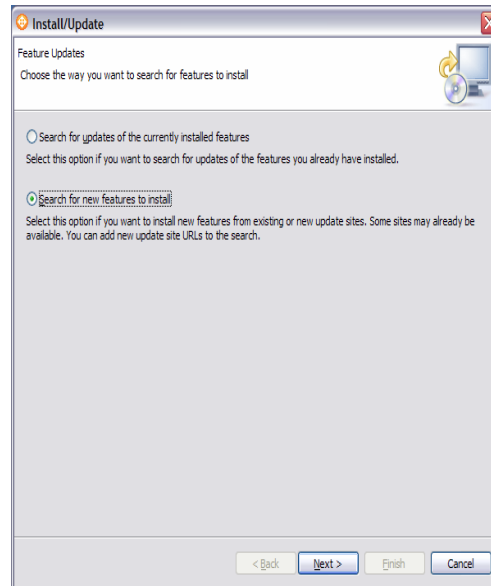 Install/Update
Feature Updates
Choose the way you want to search for features to install
Search for updates of the currently installed features
Select this option if you want to search for updates of the features you already have installed.
Search for new features to install
Select this option if you want to install new features from existing or new update sites. Some sites may already be
available. You can add new update site URLs to the search.
< Back Next > Finish Cancel